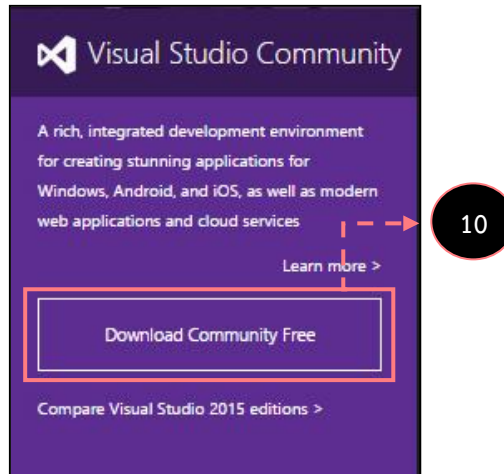 Visual Studio Community
A rich, integrated development environment
for creating stunning applications for
Windows, Android, and iOS, as well as modern
web applications and cloud services
10
Learn more >
Download Community Free
Compare Visual Studio 2015 editions >